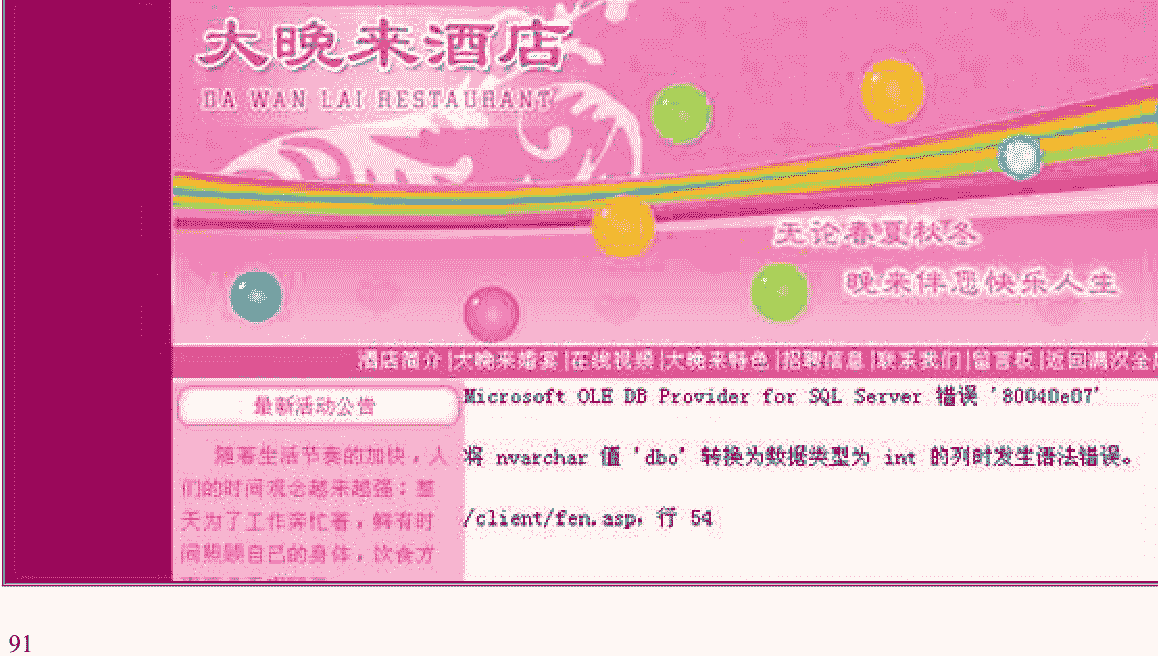 大晚来酒店
DA WAN LAI RESTAURANT
无论春夏秋冬
晚来伴您快乐人生
酒店简介 |大晚来婚宴 |在线视频 |大晚来特色 |招聘信息 |联系我们 |留言板 |返回满汉全
最新活动公告
随着生活节奏的加快，人
们的时间观念越来越强；整
天为了工作奔忙着，鲜有时
间照顾自己的身体，饮食方
Microsoft OLE DB Provider for SQL Server 错误 '80040e07'
将 nvarchar 值 'dbo' 转换为数据类型为 int 的列时发生语法错误。
/client/fen.asp，行 54
91